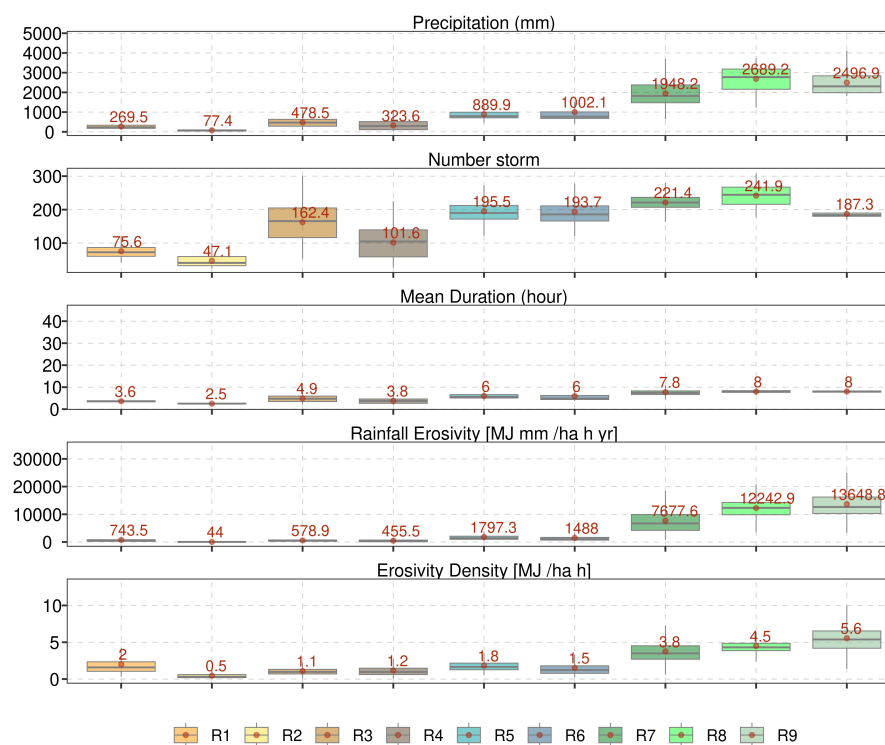 Precipitation (mm)
5000
4000
3000
2000
1000
0
269.5 77.4 478.5 323.6 889.9 1002.1 1948.2 2689.2 2496.9
Number storm
300
200
100
75.6 47.1 162.4 101.6 195.5 193.7 221.4 241.9 187.3
Mean Duration (hour)
40
30
20
10
0
3.6 2.5 4.9 3.8 6 6 7.8 8 8
Rainfall Erosivity [MJ mm /ha h yr]
30000
20000
10000
0
743.5 44 578.9 455.5 1797.3 1488 7677.6 12242.9 13648.8
Erosivity Density [MJ /ha h]
10
5
0
2 0.5 1.1 1.2 1.8 1.5 3.8 4.5 5.6
R1 R2 R3 R4 R5 R6 R7 R8 R9